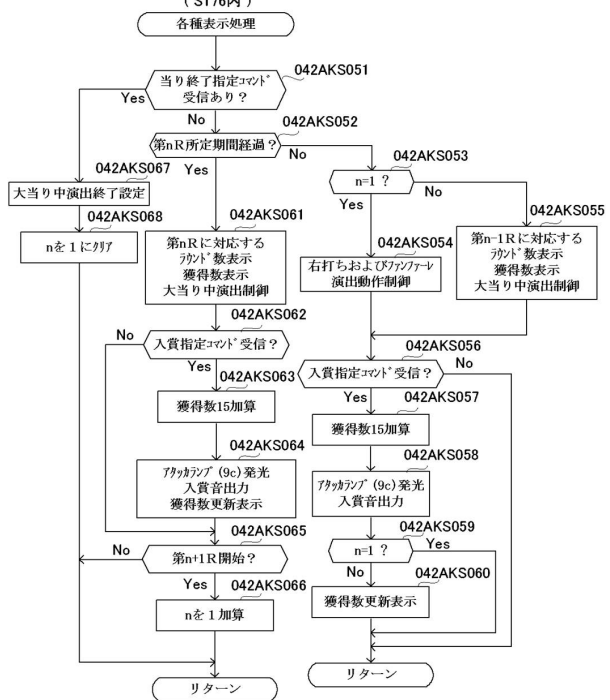 ( ST76内 )
各種表示処理
042AKS051
当り終了指定ｺﾏﾝﾄﾞ
受信あり？
Yes
No
042AKS052
第nR所定期間経過？
Yes
No
042AKS067
大当り中演出終了設定
042AKS068
nを１にクリア
042AKS053
n=1 ？
Yes
No
042AKS061
第nRに対応する
ﾗｳﾝﾄﾞ数表示
獲得数表示
大当り中演出制御
042AKS054
右打ちおよびﾌｧﾝﾌｧｰﾚ
演出動作制御
042AKS055
第n-1Rに対応する
ﾗｳﾝﾄﾞ数表示
獲得数表示
大当り中演出制御
042AKS062
入賞指定ｺﾏﾝﾄﾞ受信？
No
Yes
042AKS063
獲得数15加算
042AKS064
ｱﾀｯｶﾗﾝﾌﾟ(9c)発光
入賞音出力
獲得数更新表示
042AKS065
第n+1R開始？
No
Yes
042AKS066
nを１加算
リターン
042AKS056
入賞指定ｺﾏﾝﾄﾞ受信？
No
Yes
042AKS057
獲得数15加算
042AKS058
ｱﾀｯｶﾗﾝﾌﾟ(9c)発光
入賞音出力
042AKS059
n=1 ？
Yes
No
042AKS060
獲得数更新表示
リターン